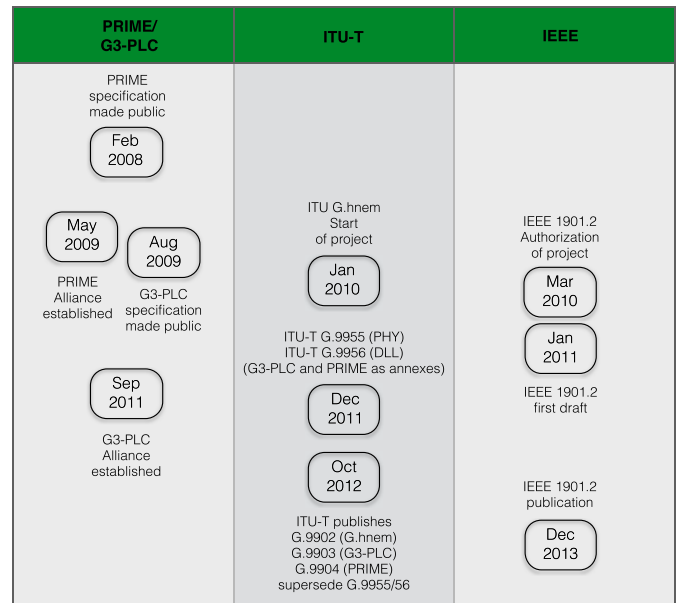 PRIME/
G3-PLC
ITU-T
IEEE
PRIME
specification
made public
Feb
2008
May
2009
PRIME
Alliance
established
Aug
2009
G3-PLC
specification
made public
Sep
2011
G3-PLC
Alliance
established
ITU G.hnem
Start
of project
Jan
2010
ITU-T G.9955 (PHY)
ITU-T G.9956 (DLL)
(G3-PLC and PRIME as annexes)
Dec
2011
Oct
2012
ITU-T publishes
G.9902 (G.hnem)
G.9903 (G3-PLC)
G.9904 (PRIME)
supersede G.9955/56
IEEE 1901.2
Authorization
of project
Mar
2010
Jan
2011
IEEE 1901.2
first draft
IEEE 1901.2
publication
Dec
2013